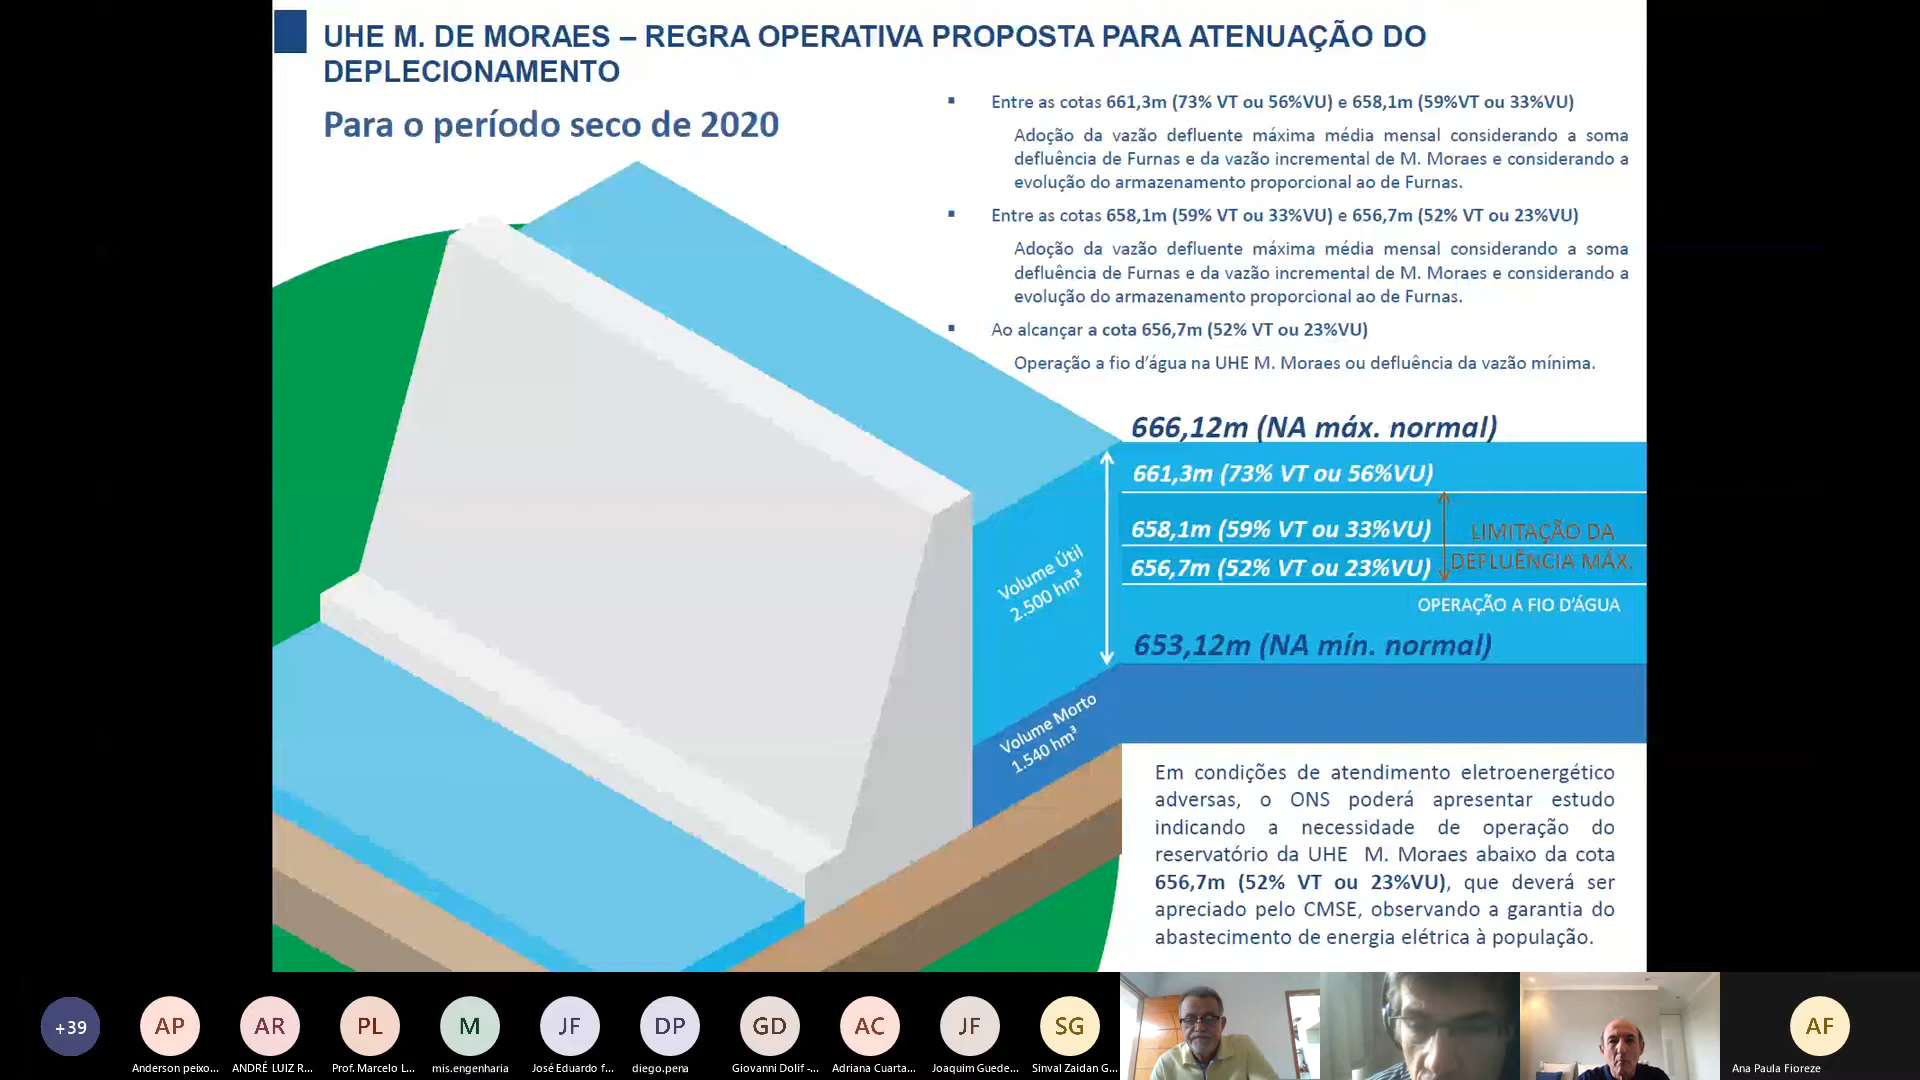 UHE M. DE MORAES – REGRA OPERATIVA PROPOSTA PARA ATENUAÇÃO DO
DEPLECIONAMENTO
Para o período seco de 2020
▪ Entre as cotas 661,3m (73% VT ou 56%VU) e 658,1m (59%VT ou 33%VU)
Adoção da vazão defluente máxima média mensal considerando a soma
defluência de Furnas e da vazão incremental de M. Moraes e considerando a
evolução do armazenamento proporcional ao de Furnas.
▪ Entre as cotas 658,1m (59% VT ou 33%VU) e 656,7m (52% VT ou 23%VU)
Adoção da vazão defluente máxima média mensal considerando a soma
defluência de Furnas e da vazão incremental de M. Moraes e considerando a
evolução do armazenamento proporcional ao de Furnas.
▪ Ao alcançar a cota 656,7m (52% VT ou 23%VU)
Operação a fio d’água na UHE M. Moraes ou defluência da vazão mínima.
666,12m (NA máx. normal)
661,3m (73% VT ou 56%VU)
658,1m (59% VT ou 33%VU)
656,7m (52% VT ou 23%VU)
LIMITAÇÃO DA
DEFLUÊNCIA MÁX.
OPERAÇÃO A FIO D’ÁGUA
653,12m (NA mín. normal)
Volume Útil
2.500 hm³
Volume Morto
1.540 hm³
Em condições de atendimento eletroenergético
adversas, o ONS poderá apresentar estudo
indicando a necessidade de operação do
reservatório da UHE M. Moraes abaixo da cota
656,7m (52% VT ou 23%VU), que deverá ser
apreciado pelo CMSE, observando a garantia do
abastecimento de energia elétrica à população.
+39
AP
AR
PL
M
JF
DP
GD
AC
JF
SG
AF
Anderson peixo...
ANDRÉ LUIZ R...
Prof. Marcelo L...
mis.engenharia
José Eduardo f...
diego.pena
Giovanni Dolif -...
Adriana Cuarta...
Joaquim Guede...
Sinval Zaidan G...
Ana Paula Fioreze